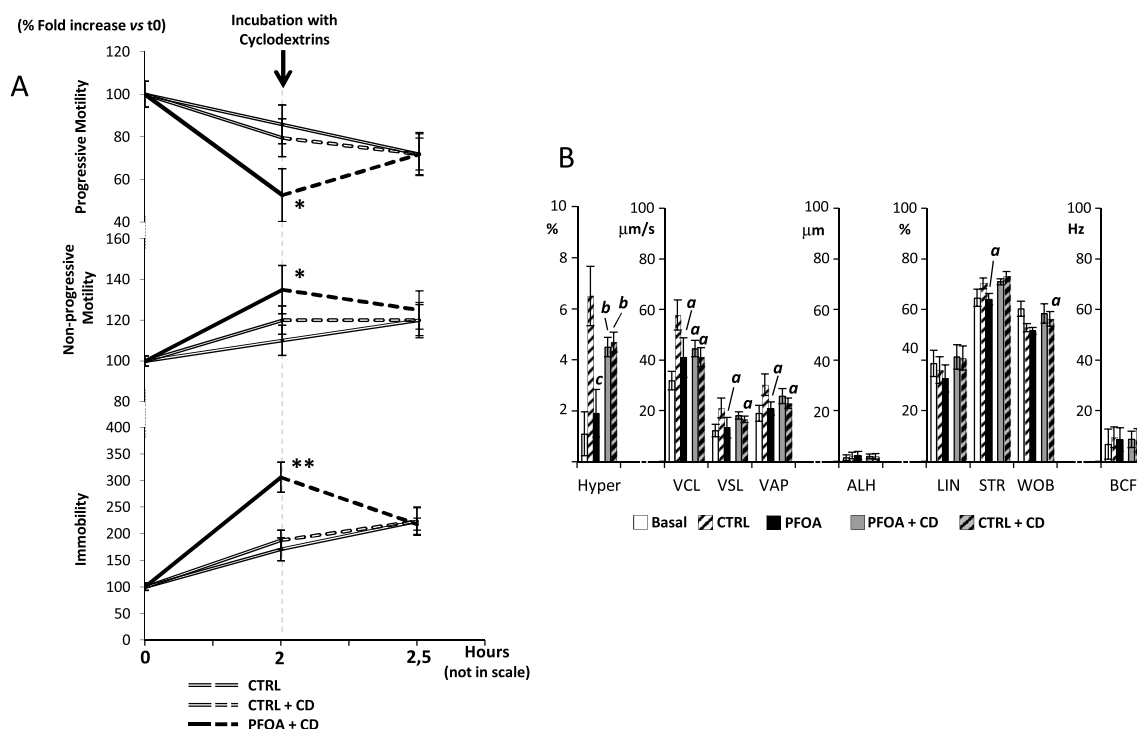 (% Fold increase vs t0)
Incubation with
Cyclodextrins
A
Progressive Motility
120
100
80
60
40
*
Non-progressive
Motility
160
140
120
100
80
*
Immobility
400
350
300
250
200
150
100
50
0
**
0
2
2,5
Hours
(not in scale)
CTRL
CTRL + CD
PFOA + CD
B
10
%
8
6
4
2
c
b
b
100
μm/s
80
60
40
20
a
a
a
a
a
a
a
100
μm
80
60
40
20
100
%
80
60
40
20
a
a
100
Hz
80
60
40
20
Hyper
VCL
VSL
VAP
ALH
LIN
STR
WOB
BCF
Basal
CTRL
PFOA
PFOA + CD
CTRL + CD